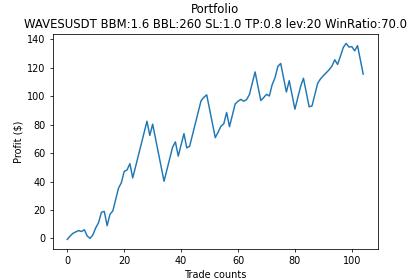 Portfolio
WAVESUSDT BBM:1.6 BBL:260 SL:1.0 TP:0.8 lev:20 WinRatio:70.0
140
120
100
80
60
40
20
0
Profit ($)
0 20 40 60 80 100
Trade counts